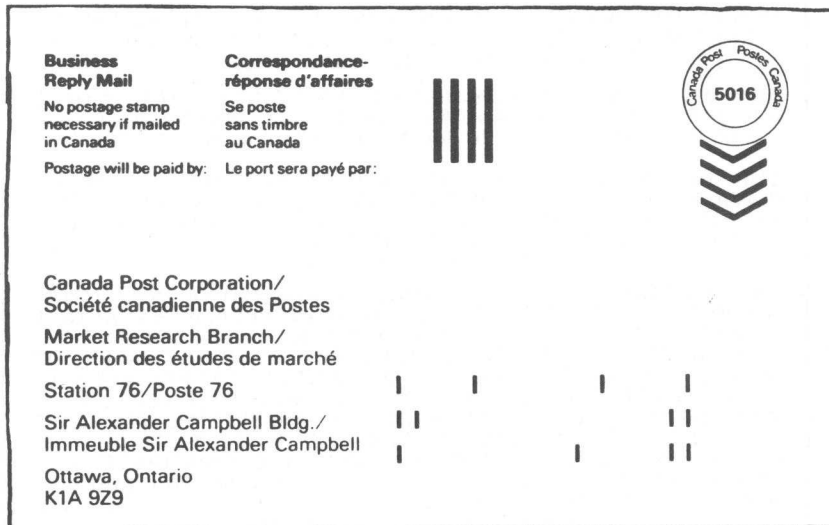 Business
Reply Mail
No postage stamp
necessary if mailed
in Canada
Postage will be paid by:
Correspondance-
réponse d'affaires
Se poste
sans timbre
au Canada
Le port sera payé par:
Canada Post Postes Canada
5016
Canada Post Corporation/
Société canadienne des Postes
Market Research Branch/
Direction des études de marché
Station 76/Poste 76
Sir Alexander Campbell Bldg./
Immeuble Sir Alexander Campbell
Ottawa, Ontario
K1A 9Z9